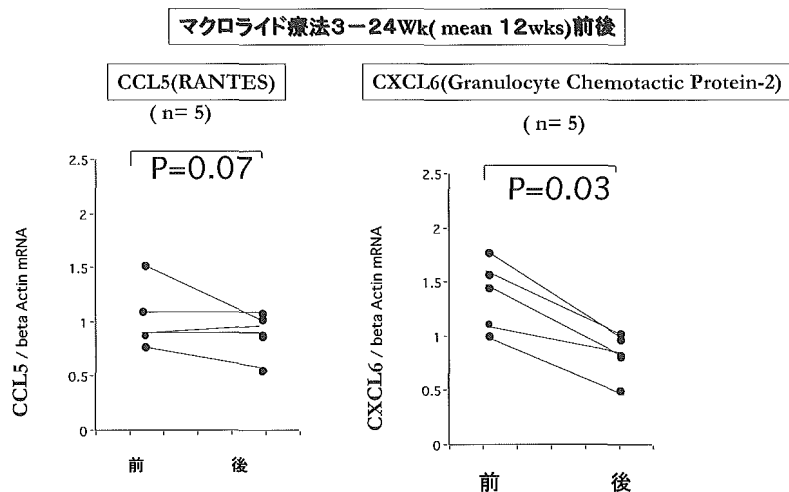 マクロライド療法3－24Wk( mean 12wks)前後
CCL5(RANTES)
( n= 5)
P=0.07
2.5
2
1.5
1
0.5
0
CCL5 / beta Actin mRNA
前 後
CXCL6(Granulocyte Chemotactic Protein-2)
( n= 5)
P=0.03
2.5
2
1.5
1
0.5
0
CXCL6 / beta Actin mRNA
前 後